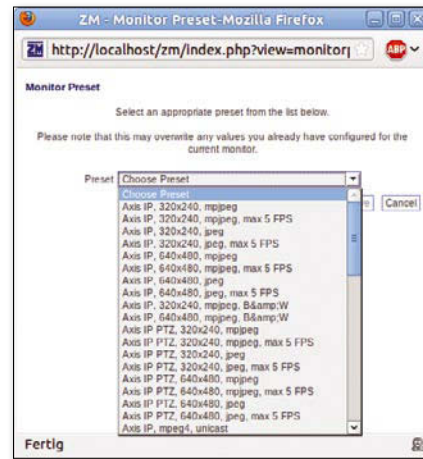 ZM - Monitor Preset-Mozilla Firefox
ZM http://localhost/zm/index.php?view=monitorp
ABP
Monitor Preset
Select an appropriate preset from the list below.
Please note that this may overwrite any values you already have configured for the
current monitor.
Preset Choose Preset
Cancel
Choose Preset
Axis IP, 320x240, mpjpeg
Axis IP, 320x240, mpjpeg, max 5 FPS
Axis IP, 320x240, jpeg
Axis IP, 320x240, jpeg, max 5 FPS
Axis IP, 640x480, mpjpeg
Axis IP, 640x480, mpjpeg, max 5 FPS
Axis IP, 640x480, jpeg
Axis IP, 640x480, jpeg, max 5 FPS
Axis IP, 320x240, mpjpeg, B&amp;W
Axis IP, 640x480, mpjpeg, B&amp;W
Axis IP PTZ, 320x240, mpjpeg
Axis IP PTZ, 320x240, mpjpeg, max 5 FPS
Axis IP PTZ, 320x240, jpeg
Axis IP PTZ, 320x240, jpeg, max 5 FPS
Axis IP PTZ, 640x480, mpjpeg
Axis IP PTZ, 640x480, mpjpeg, max 5 FPS
Axis IP PTZ, 640x480, jpeg
Axis IP PTZ, 640x480, jpeg, max 5 FPS
Axis IP, mpeg4, unicast
Fertig